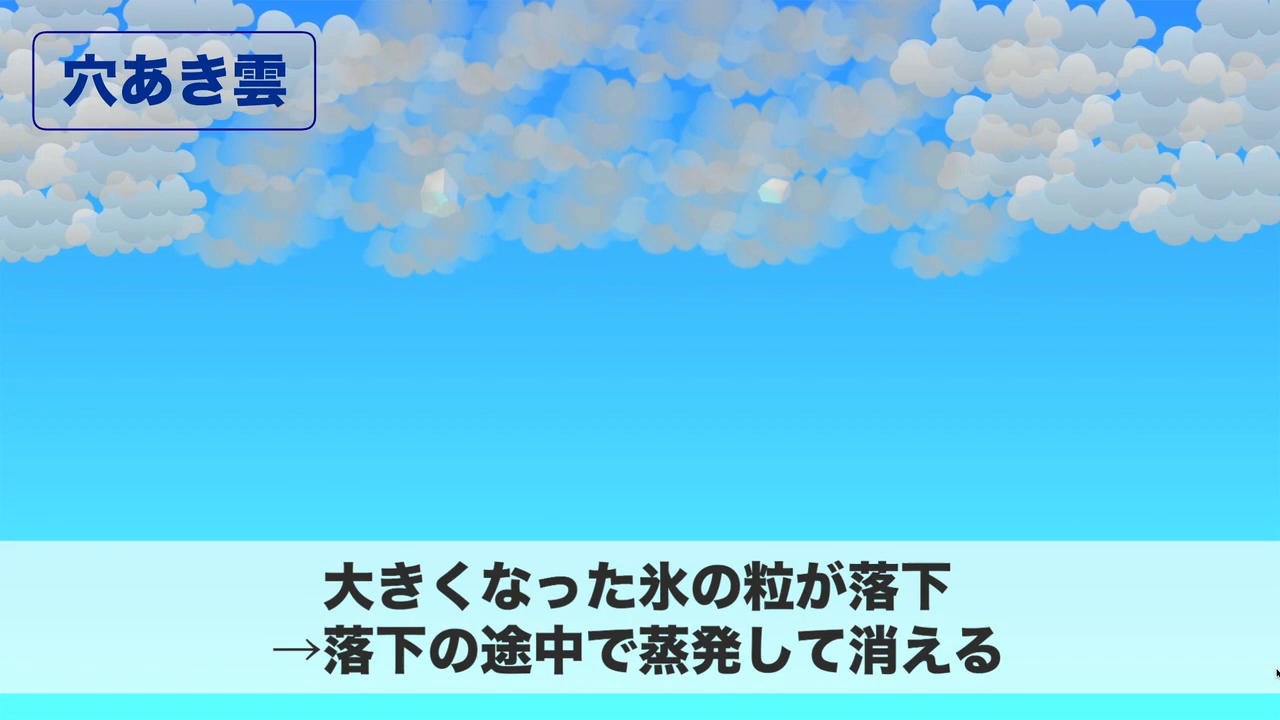 穴あき雲
大きくなった氷の粒が落下
→落下の途中で蒸発して消える